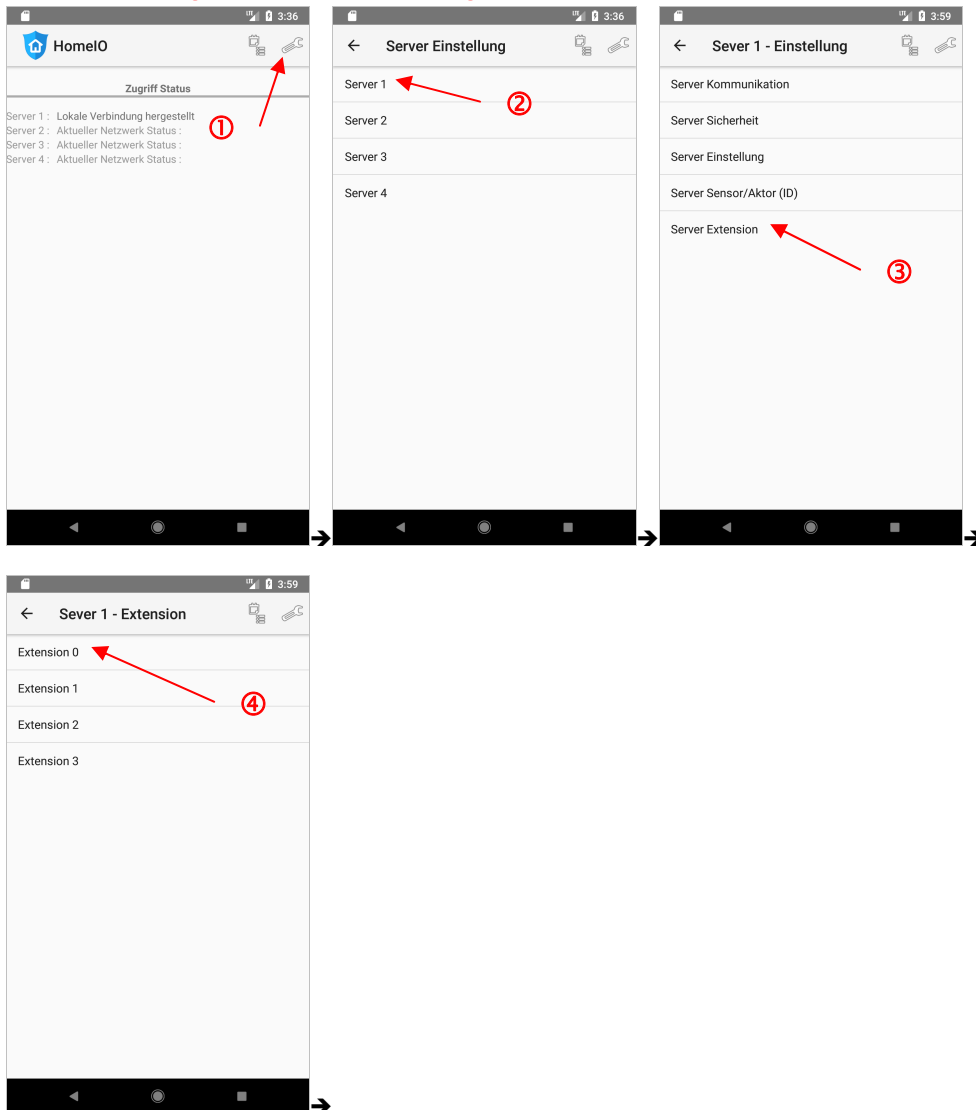 3:36
HomeIO
Zugriff Status
Server 1 : Lokale Verbindung hergestellt
Server 2 : Aktueller Netzwerk Status :
Server 3 : Aktueller Netzwerk Status :
Server 4 : Aktueller Netzwerk Status :
①
3:36
Server Einstellung
Server 1
②
Server 2
Server 3
Server 4
3:59
Sever 1 - Einstellung
Server Kommunikation
Server Sicherheit
Server Einstellung
Server Sensor/Aktor (ID)
Server Extension
③
3:59
Sever 1 - Extension
Extension 0
Extension 1
④
Extension 2
Extension 3